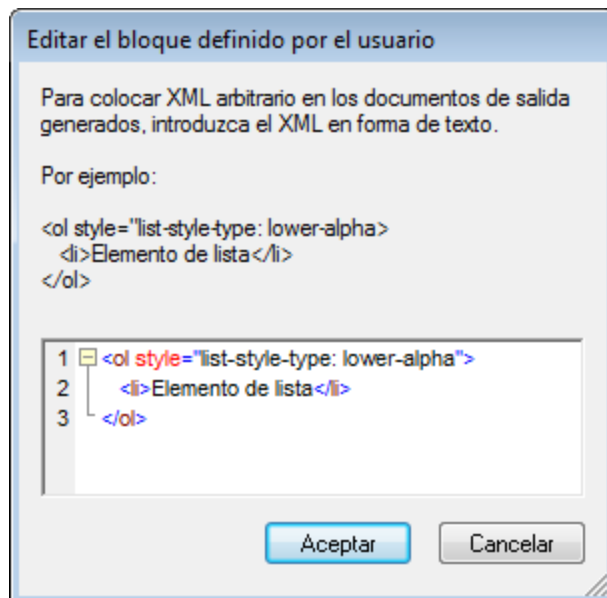 Editar el bloque definido por el usuario
Para colocar XML arbitrario en los documentos de salida
generados, introduzca el XML en forma de texto.
Por ejemplo:
<ol style="list-style-type: lower-alpha>
<li>Elemento de lista</li>
</ol>
1 <ol style="list-style-type: lower-alpha">
2 <li>Elemento de lista</li>
3 </ol>
Aceptar Cancelar